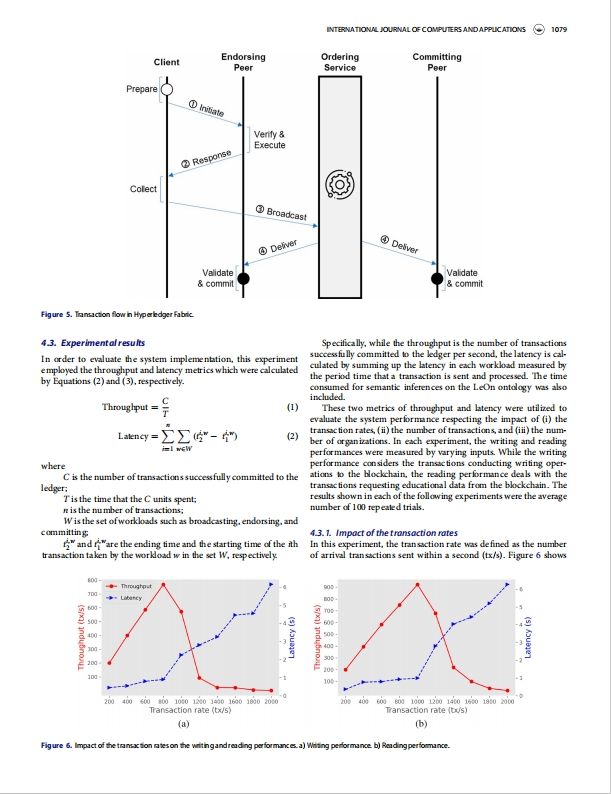 INTERNATIONAL JOURNAL OF COMPUTERS AND APPLICATIONS 1079
Client
Endorsing
Peer
Ordering
Service
Committing
Peer
Prepare
① Initiate
Verify &
Execute
② Response
Collect
③ Broadcast
④ Deliver
④ Deliver
Validate
& commit
Validate
& commit
Figure 5. Transaction flow in Hyperledger Fabric.
4.3. Experimental results
In order to evaluate the system implementation, this experiment
employed the throughput and latency metrics which were calculated
by Equations (2) and (3), respectively.
Throughput = C/T (1)
Latency = ∑_{i=1}^{n} ∑_{w∈W} (t_2^{i,w} − t_1^{i,w}) (2)
where
C is the number of transactions successfully committed to the
ledger;
T is the time that the C units spent;
n is the number of transactions;
W is the set of workloads such as broadcasting, endorsing, and
committing;
t_2^{i,w} and t_1^{i,w} are the ending time and the starting time of the ith
transaction taken by the workload w in the set W, respectively.
Specifically, while the throughput is the number of transactions
successfully committed to the ledger per second, the latency is cal-
culated by summing up the latency in each workload measured by
the period time that a transaction is sent and processed. The time
consumed for semantic inferences on the LeOn ontology was also
included.
These two metrics of throughput and latency were utilized to
evaluate the system performance respecting the impact of (i) the
transaction rates, (ii) the number of transactions, and (iii) the num-
ber of organizations. In each experiment, the writing and reading
performances were measured by varying inputs. While the writing
performance considers the transactions conducting writing oper-
ations to the blockchain, the reading performance deals with the
transactions requesting educational data from the blockchain. The
results shown in each of the following experiments were the average
number of 100 repeated trials.
4.3.1. Impact of the transaction rates
In this experiment, the transaction rate was defined as the number
of arrival transactions sent within a second (tx/s). Figure 6 shows
Throughput
Latency
Throughput (tx/s)
800
700
600
500
400
300
200
100
6
5
4
3
2
1
0
Latency (s)
200 400 600 800 1000 1200 1400 1600 1800 2000
Transaction rate (tx/s)
(a)
Throughput (tx/s)
900
800
700
600
500
400
300
200
100
6
5
4
3
2
1
0
Latency (s)
200 400 600 800 1000 1200 1400 1600 1800 2000
Transaction rate (tx/s)
(b)
Figure 6. Impact of the transaction rates on the writing and reading performances. a) Writing performance. b) Reading performance.